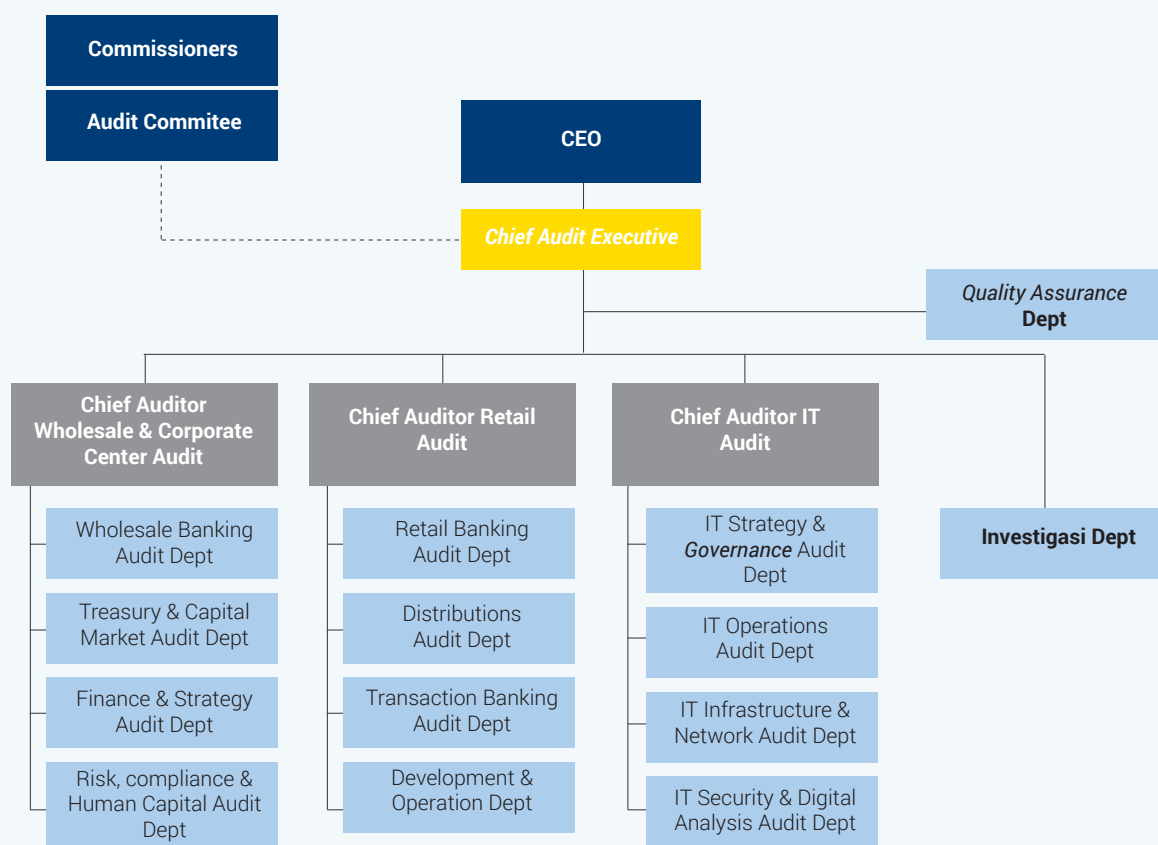 Commissioners
Audit Commitee
CEO
Chief Audit Executive
Quality Assurance
Dept
Chief Auditor
Wholesale & Corporate
Center Audit
Chief Auditor Retail
Audit
Chief Auditor IT
Audit
Wholesale Banking
Audit Dept
Treasury & Capital
Market Audit Dept
Finance & Strategy
Audit Dept
Risk, compliance &
Human Capital Audit
Dept
Retail Banking
Audit Dept
Distributions
Audit Dept
Transaction Banking
Audit Dept
Development &
Operation Dept
IT Strategy &
Governance Audit
Dept
IT Operations
Audit Dept
IT Infrastructure &
Network Audit Dept
IT Security & Digital
Analysis Audit Dept
Investigasi Dept